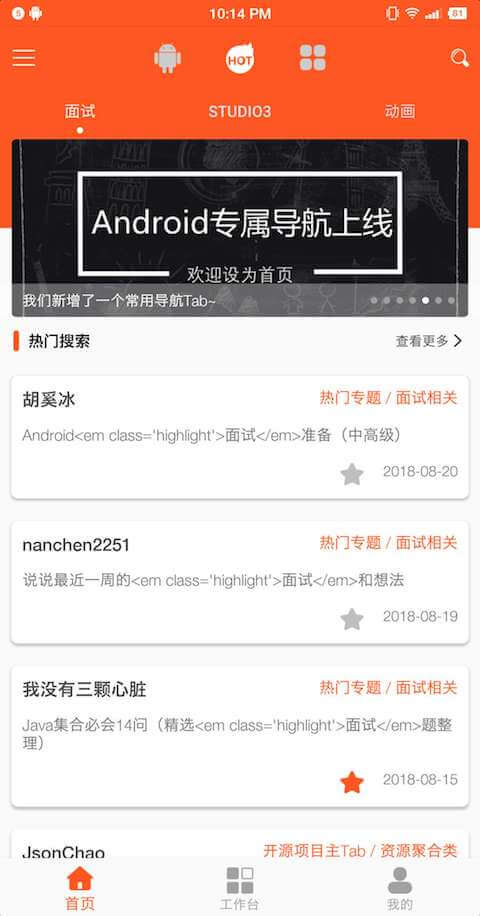 10:14 PM
81
HOT
面试
STUDIO3
动画
Android专属导航上线
欢迎设为首页
我们新增了一个常用导航Tab~
热门搜索
查看更多
胡奚冰
热门专题 / 面试相关
Android<em class='highlight'>面试</em>准备（中高级）
2018-08-20
nanchen2251
热门专题 / 面试相关
说说最近一周的<em class='highlight'>面试</em>和想法
2018-08-19
我没有三颗心脏
热门专题 / 面试相关
Java集合必会14问（精选<em class='highlight'>面试</em>题整
理）
2018-08-15
JsonChao
开源项目主Tab / 资源聚合类
首页
工作台
我的